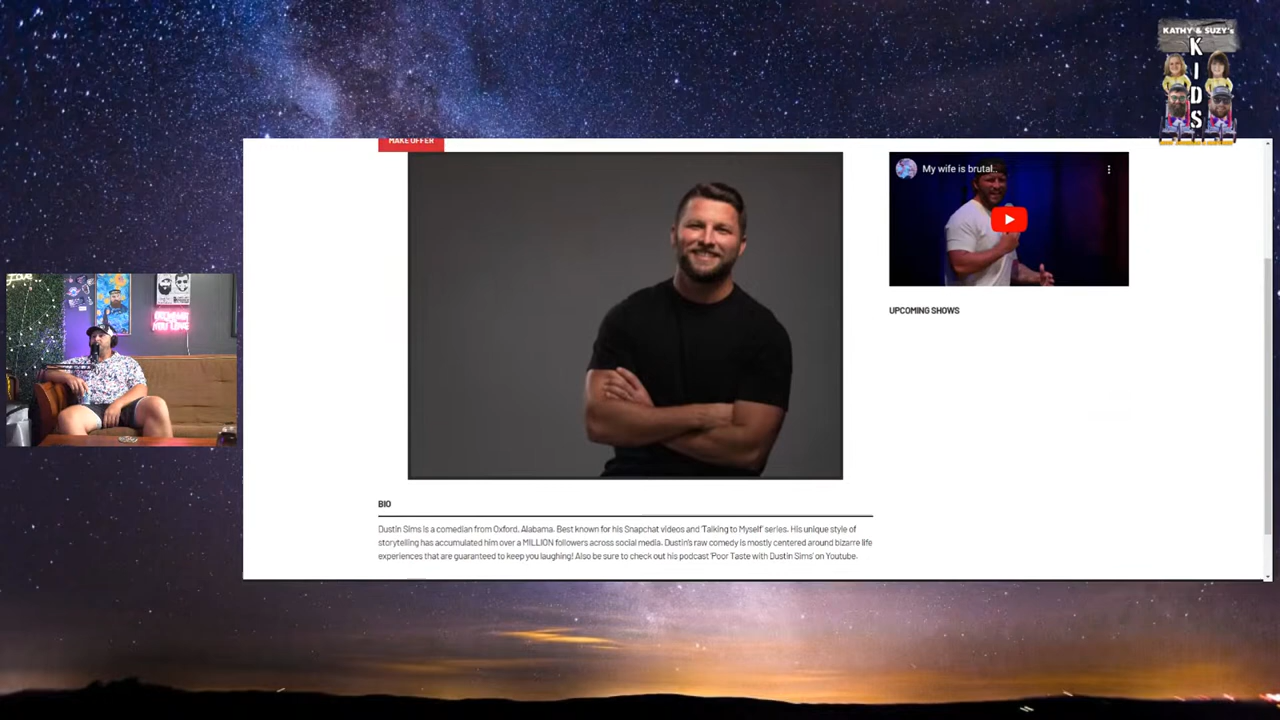 KATHY & SUZY's
KIDS
MAKE OFFER
My wife is brutal..
UPCOMING SHOWS
BIO
Dustin Sims is a comedian from Oxford, Alabama. Best known for his Snapchat videos and 'Talking to Myself' series. His unique style of
storytelling has accumulated him over a MILLION followers across social media. Dustin's raw comedy is mostly centered around bizarre life
experiences that are guaranteed to keep you laughing! Also be sure to check out his podcast 'Poor Taste with Dustin Sims' on Youtube.
YOU LOVE